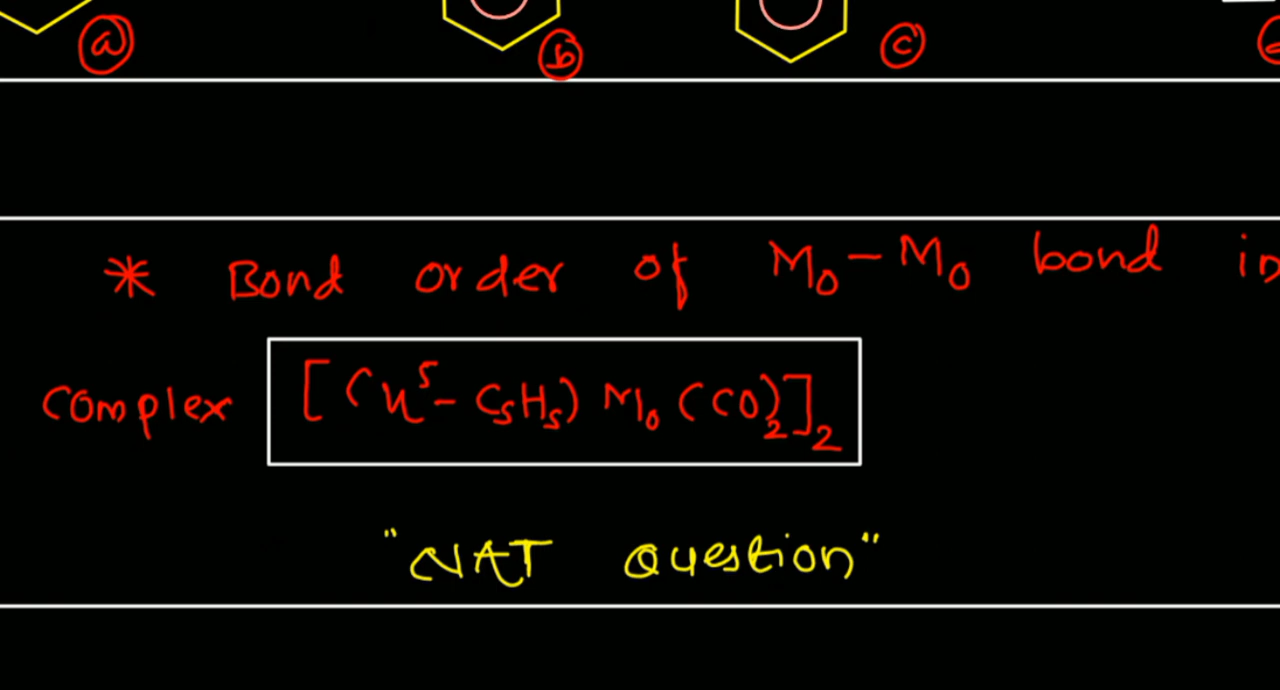 a b c
* Bond order of Mo-Mo bond in
complex [(η⁵-C₅H₅)Mo(CO)₂]₂
"NAT Question"